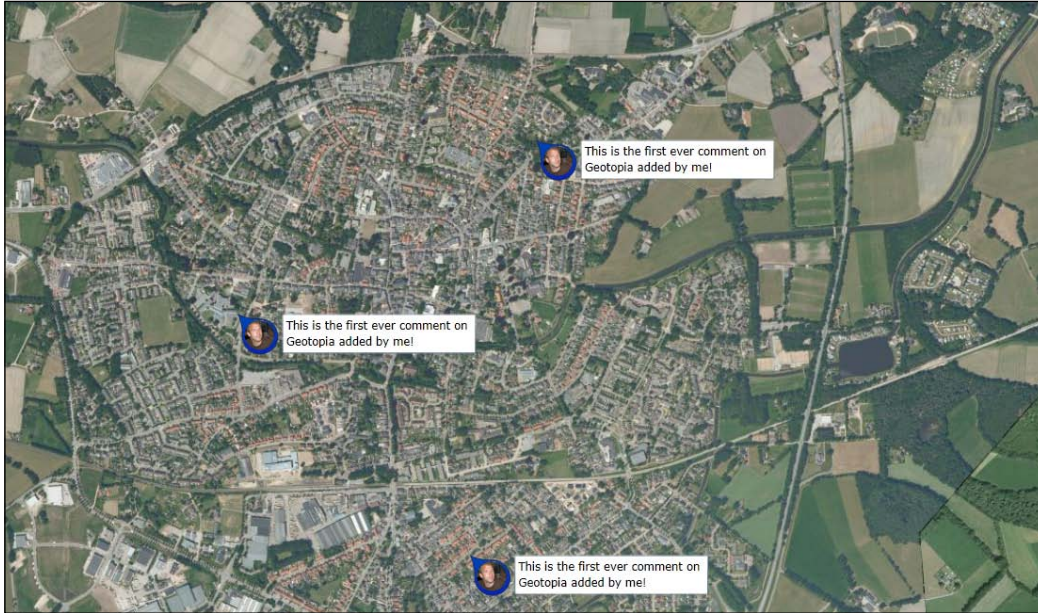 This is the first ever comment on
Geotopia added by me!
This is the first ever comment on
Geotopia added by me!
This is the first ever comment on
Geotopia added by me!